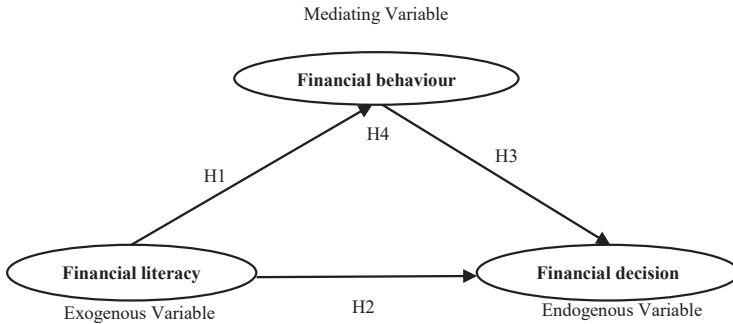 Mediating Variable
Financial behaviour
H4
H3
H1
Financial literacy
Financial decision
Exogenous Variable
H2
Endogenous Variable